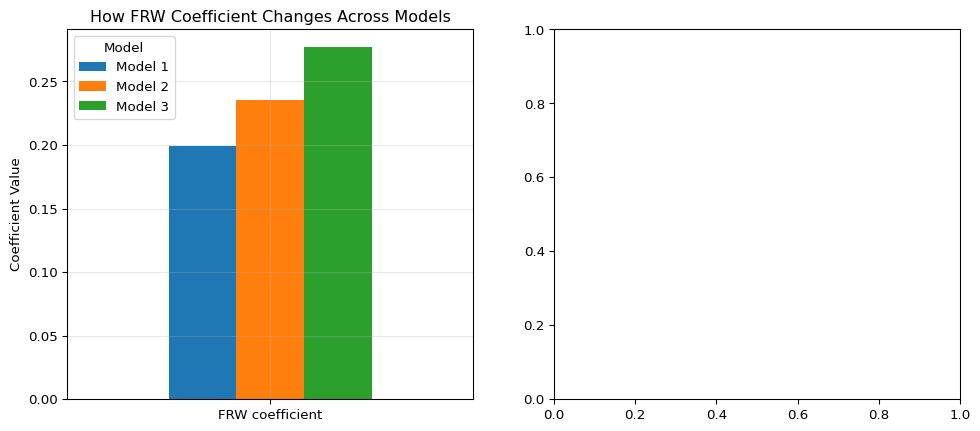 How FRW Coefficient Changes Across Models
Model
Model 1
Model 2
Model 3
Coefficient Value
0.25
0.20
0.15
0.10
0.05
0.00
FRW coefficient
1.0
0.8
0.6
0.4
0.2
0.0
0.0 0.2 0.4 0.6 0.8 1.0